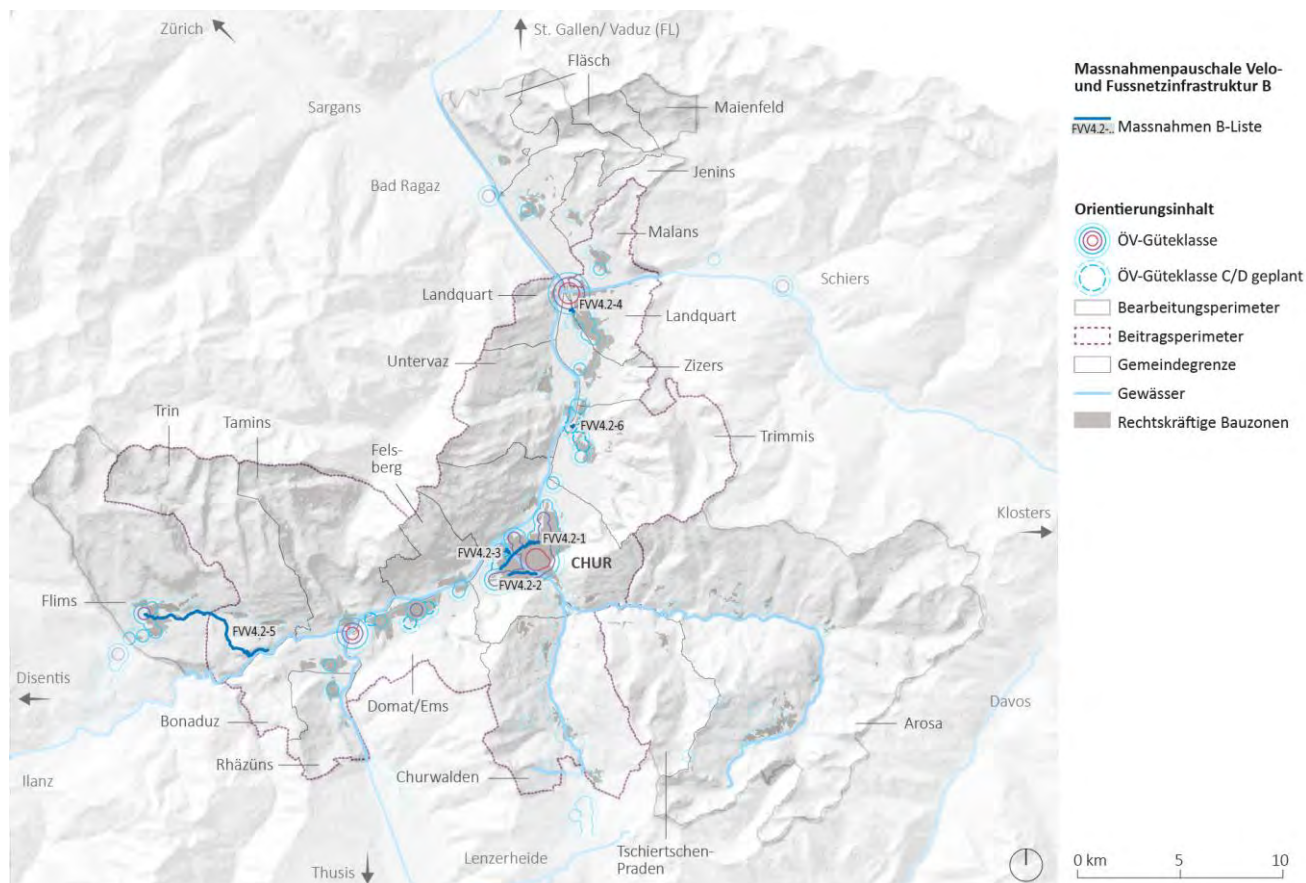 Zürich
St. Gallen/ Vaduz (FL)
Fläsch
Maienfeld
Sargans
Jenins
Bad Ragaz
Malans
Schiers
Landquart
FVV4.2-4
Landquart
Untervaz
Zizers
Trin
Tamins
FVV4.2-6
Trimmis
Fels-
berg
Klosters
FVV4.2-1
FVV4.2-3
CHUR
FVV4.2-2
Flims
FVV4.2-5
Disentis
Domat/Ems
Davos
Bonaduz
Arosa
Rhäzüns
Churwalden
Ilanz
Tschiertschen-
Praden
Lenzerheide
Thusis
Massnahmenpauschale Velo-
und Fussnetzinfrastruktur B
FVV4.2-.. Massnahmen B-Liste
Orientierungsinhalt
ÖV-Güteklasse
ÖV-Güteklasse C/D geplant
Bearbeitungsperimeter
Beitragsperimeter
Gemeindegrenze
Gewässer
Rechtskräftige Bauzonen
0 km 5 10